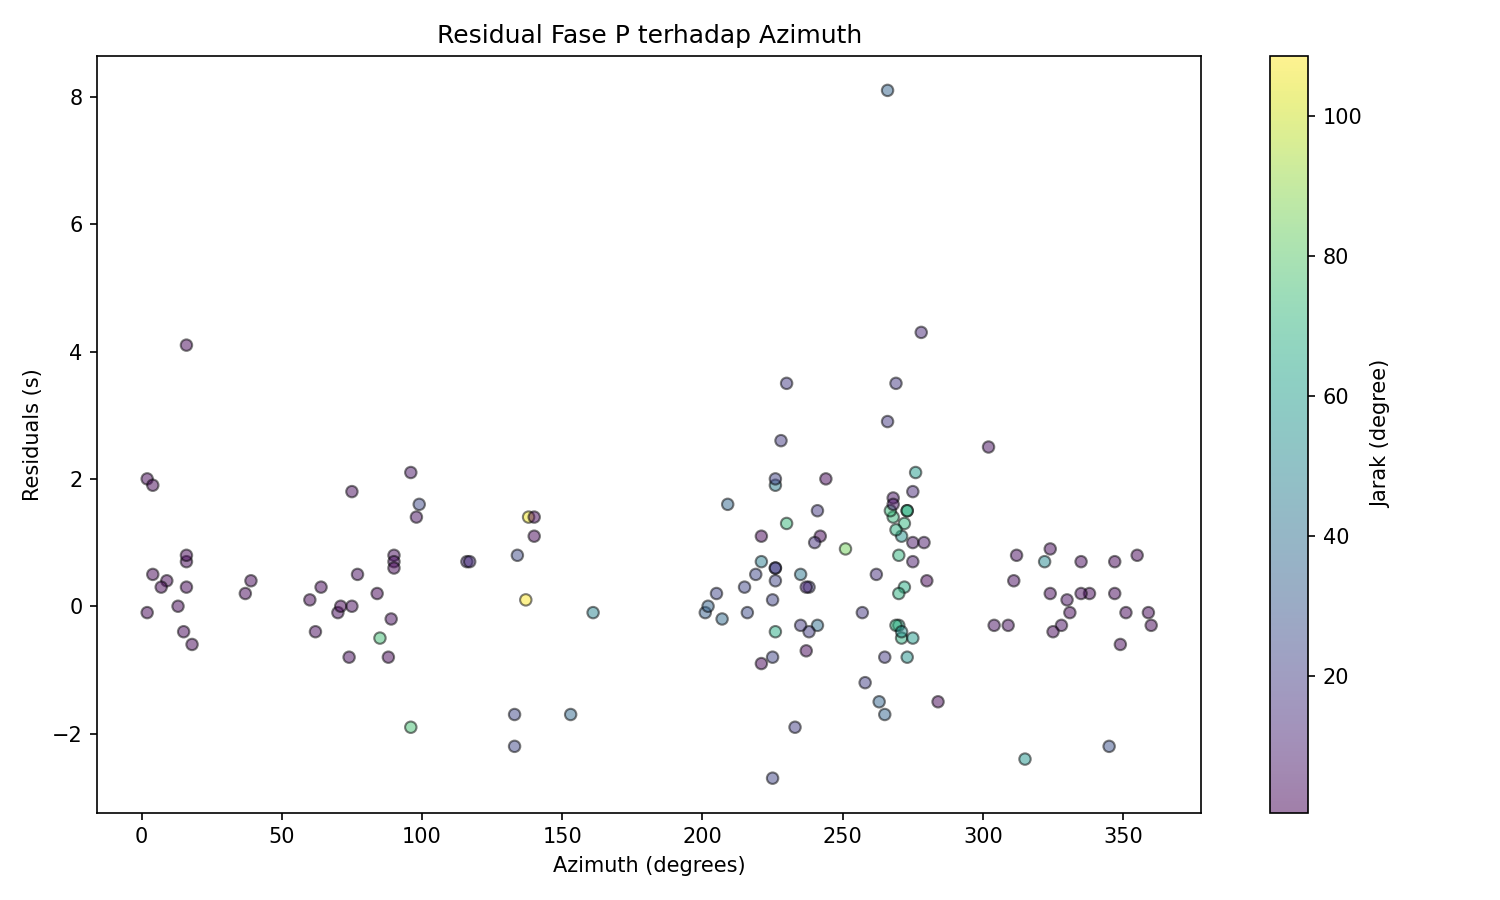 Residual Fase P terhadap Azimuth
Residuals (s)
8
6
4
2
0
−2
0 50 100 150 200 250 300 350
Azimuth (degrees)
100
80
60
40
20
Jarak (degree)